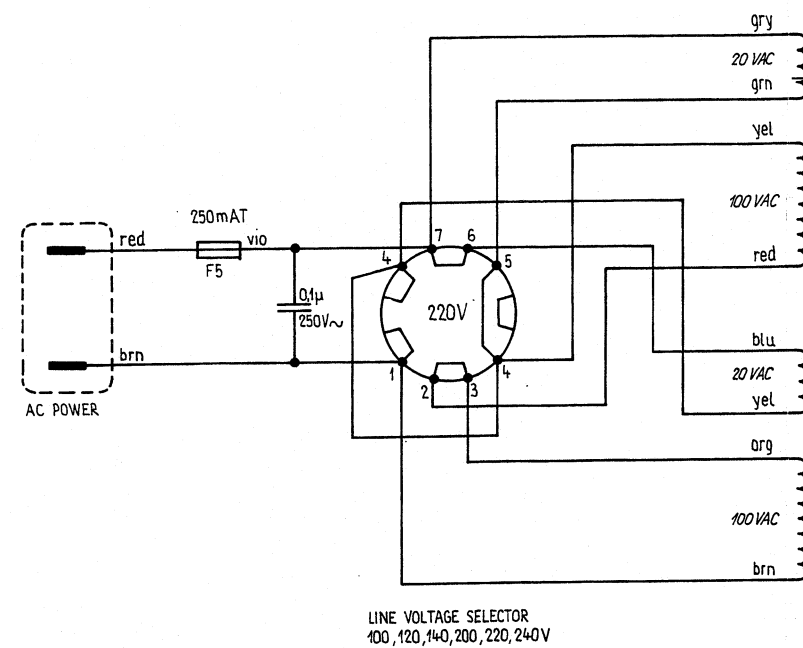 gry
20 VAC
grn
yel
100 VAC
red
250mAT
red
vio
F5
0,1µ
250V~
brn
AC POWER
4
7
6
5
220V
1
2
3
4
blu
20 VAC
yel
org
100 VAC
brn
LINE VOLTAGE SELECTOR
100,120,140,200,220,240V